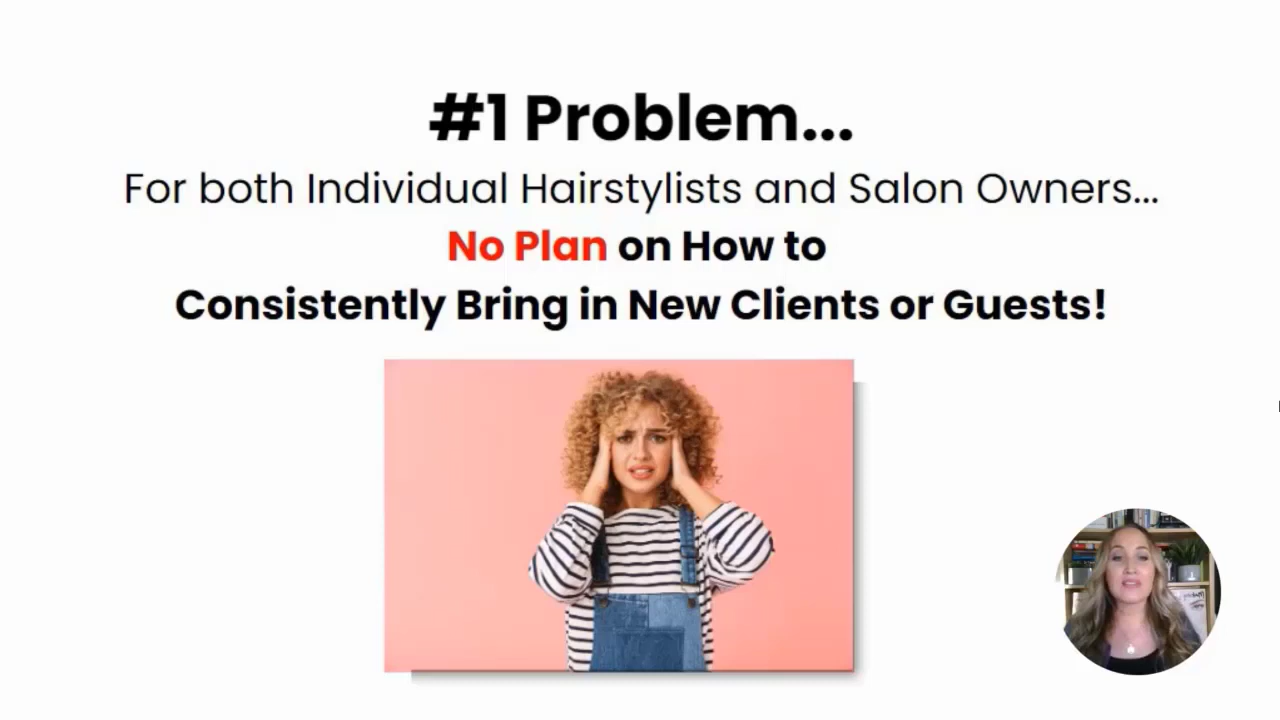 #1 Problem...
For both Individual Hairstylists and Salon Owners...
No Plan on How to
Consistently Bring in New Clients or Guests!